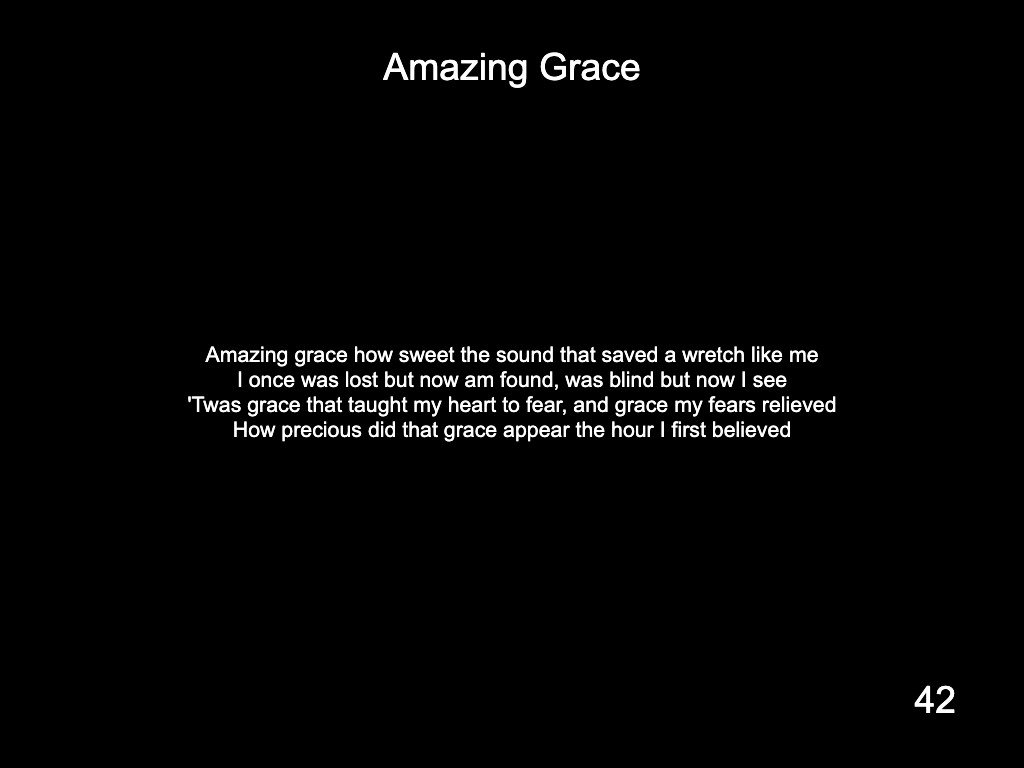 Amazing Grace
Amazing grace how sweet the sound that saved a wretch like me
I once was lost but now am found, was blind but now I see
'Twas grace that taught my heart to fear, and grace my fears relieved
How precious did that grace appear the hour I first believed
42